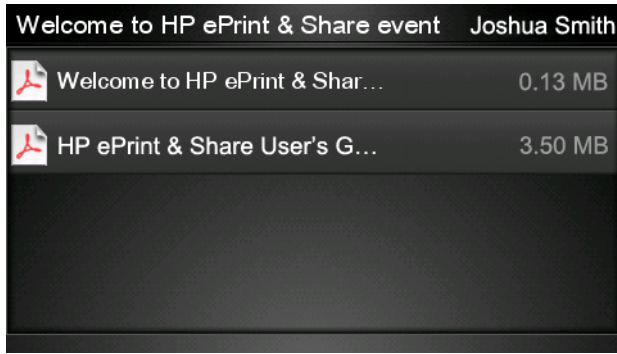 Welcome to HP ePrint & Share event Joshua Smith
Welcome to HP ePrint & Shar... 0.13 MB
HP ePrint & Share User's G... 3.50 MB